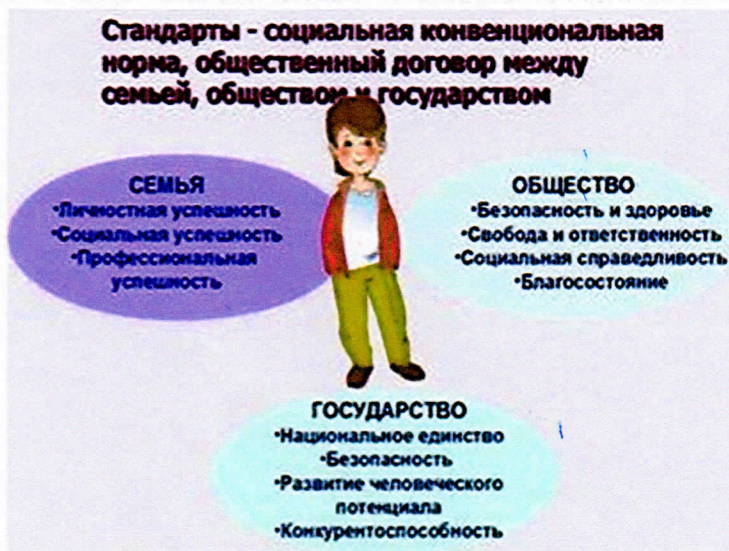 Стандарты - социальная конвенциональная
норма, общественный договор между
семьей, обществом и государством
СЕМЬЯ
•Личностная успешность
•Социальная успешность
•Профессиональная
успешность
ОБЩЕСТВО
•Безопасность и здоровье
•Свобода и ответственность
•Социальная справедливость
•Благосостояние
ГОСУДАРСТВО
•Национальное единство
•Безопасность
•Развитие человеческого
потенциала
•Конкурентоспособность